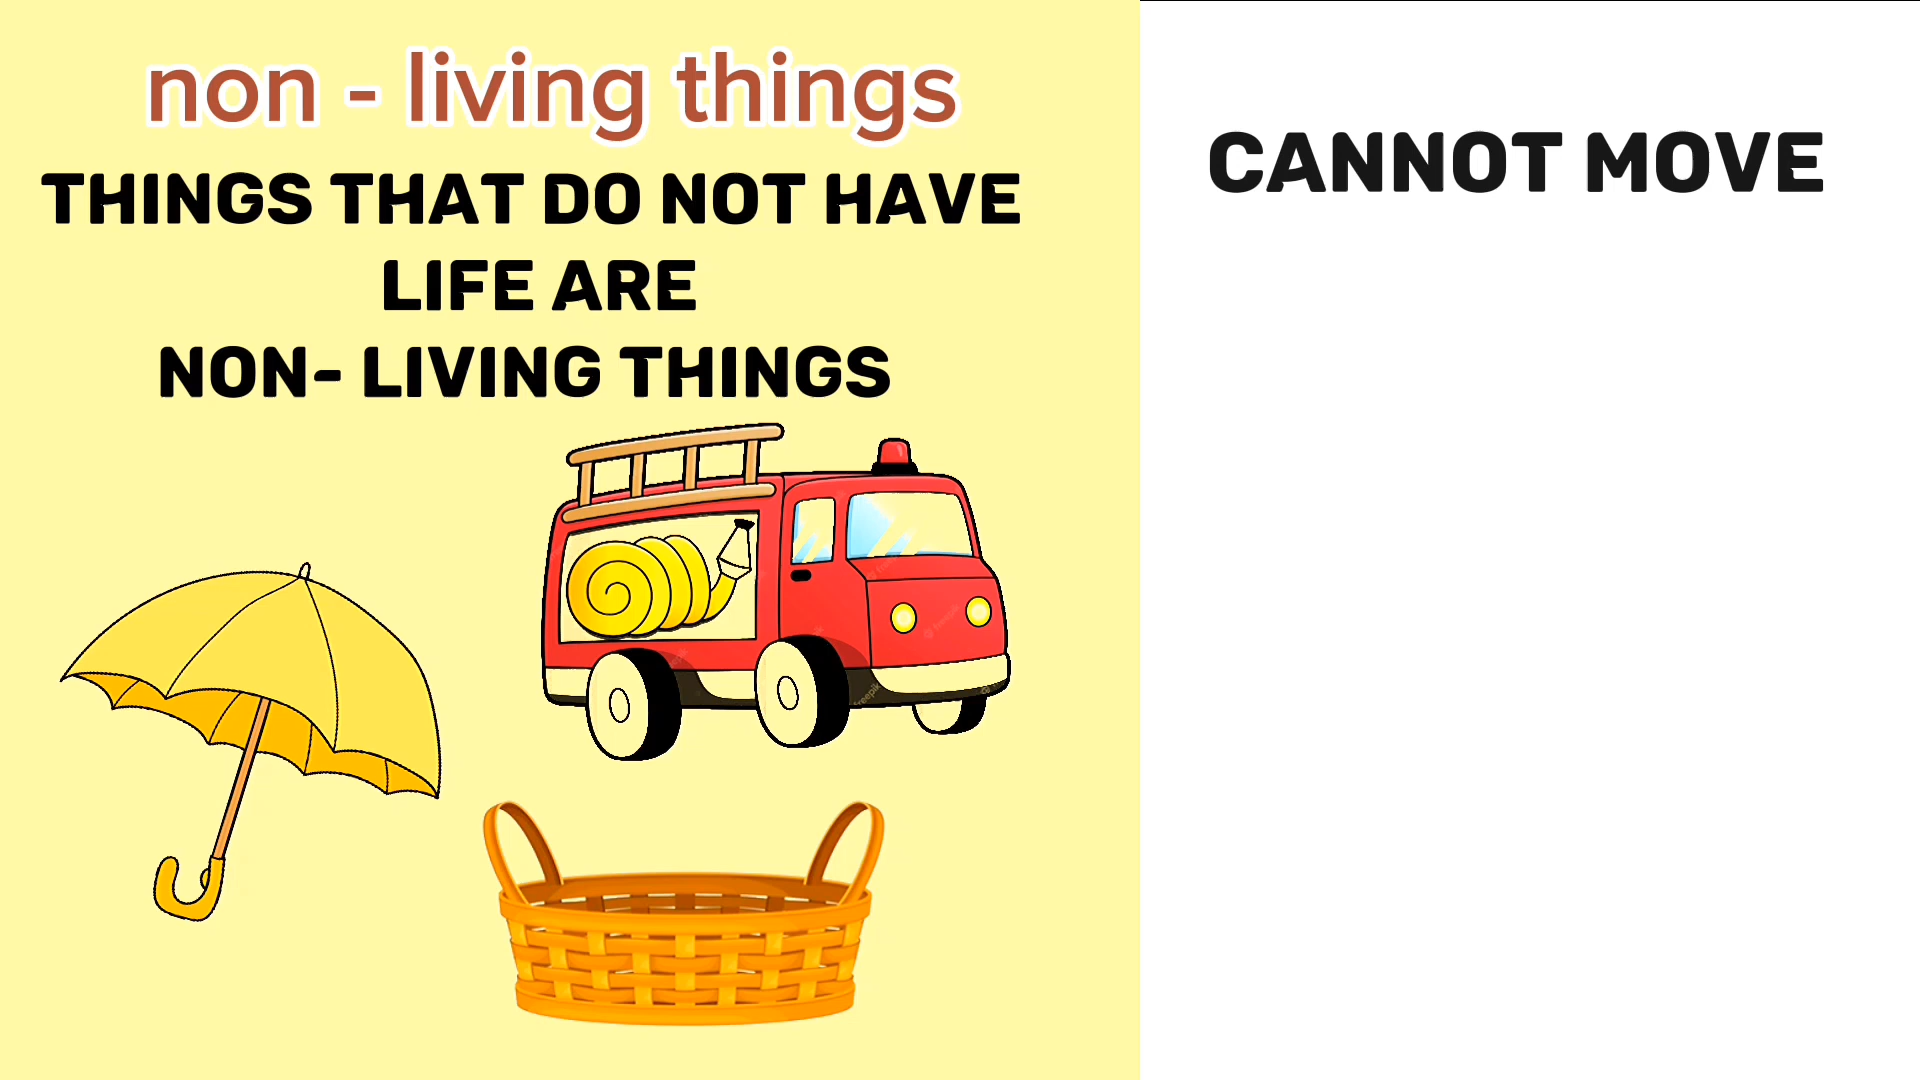 non - living things
THINGS THAT DO NOT HAVE
LIFE ARE
NON- LIVING THINGS
CANNOT MOVE